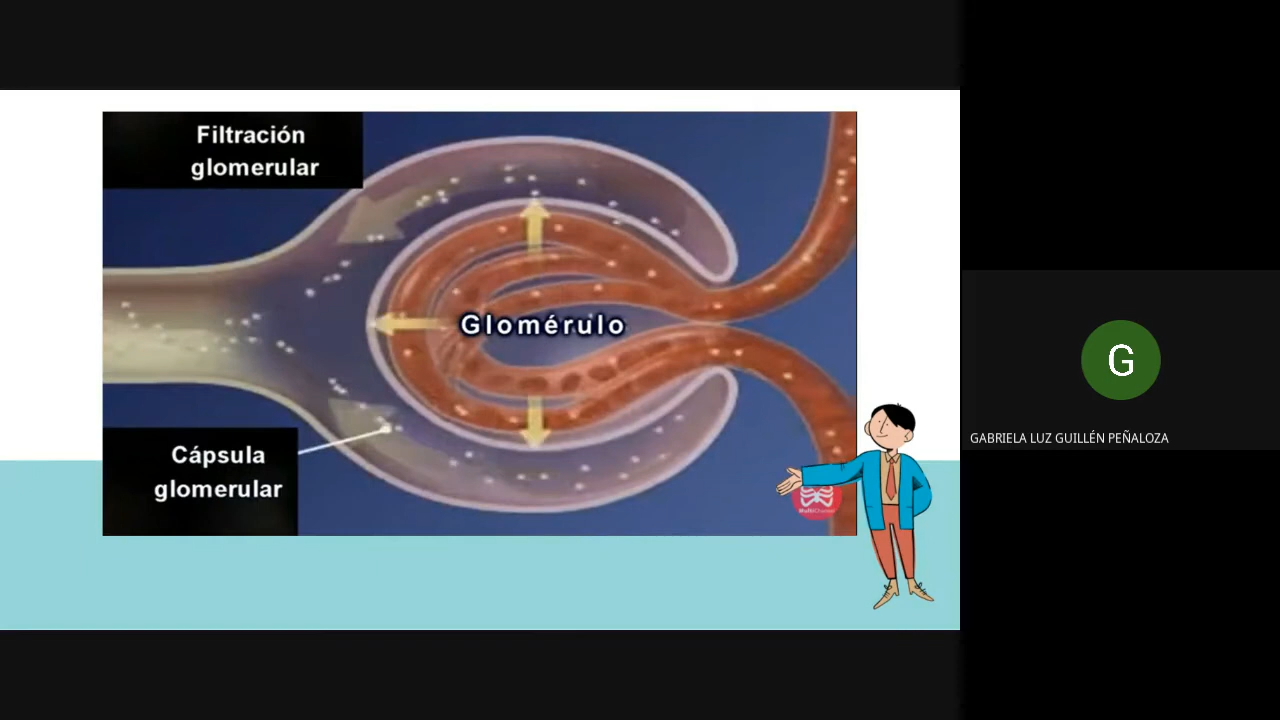 Filtración
glomerular
Glomérulo
Cápsula
glomerular
G
GABRIELA LUZ GUILLÉN PEÑALOZA